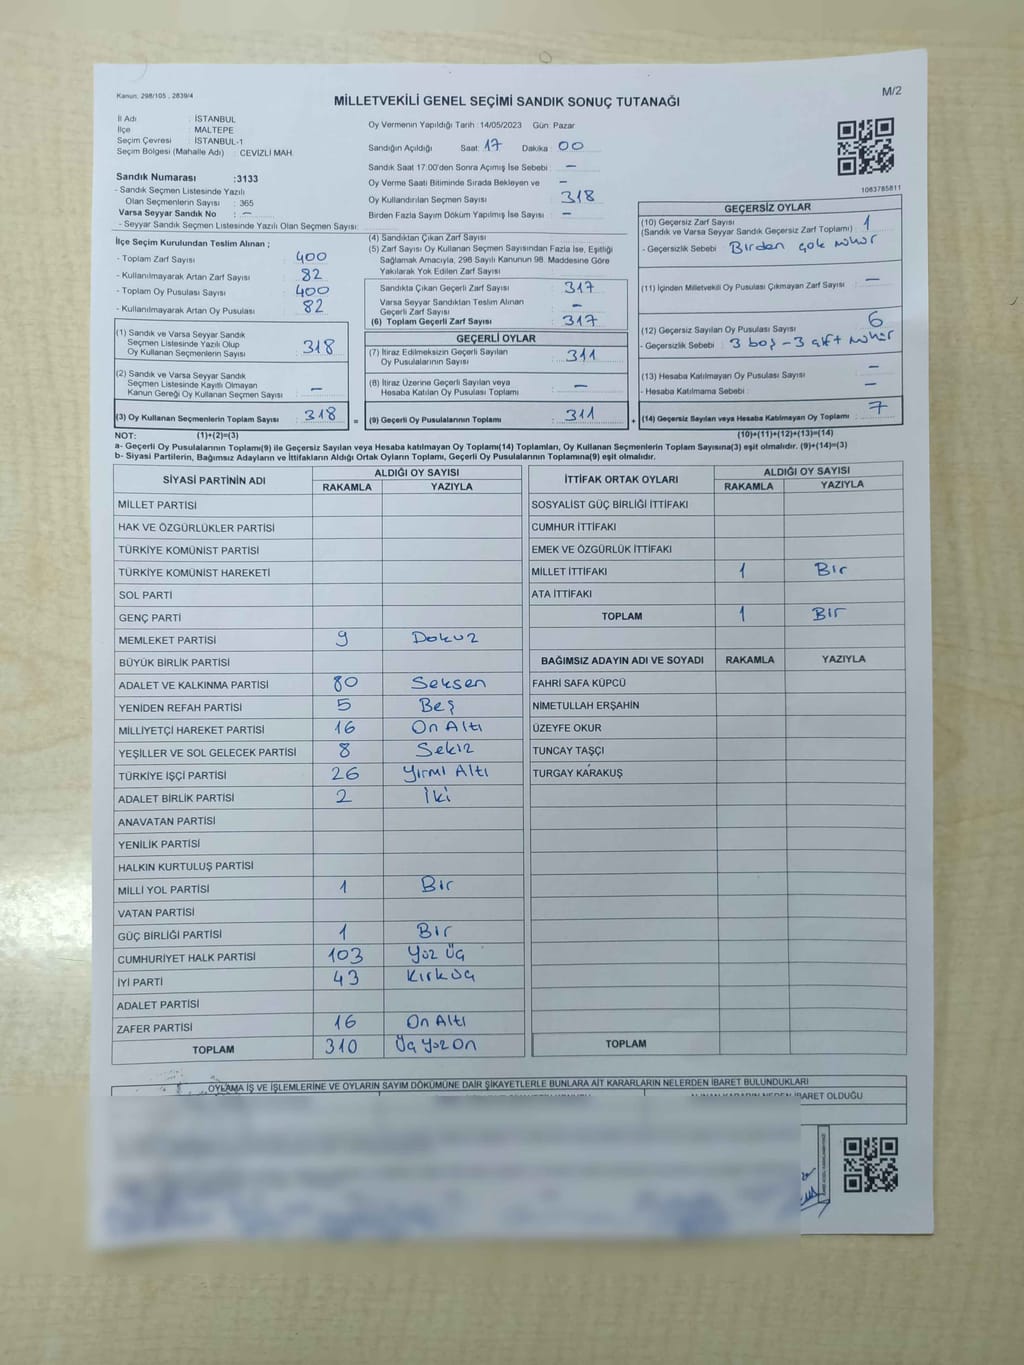 Kanun: 298/105 , 2839/4
M/2
MİLLETVEKİLİ GENEL SEÇİMİ SANDIK SONUÇ TUTANAĞI
İl Adı : İSTANBUL
İlçe : MALTEPE
Seçim Çevresi : İSTANBUL-1
Seçim Bölgesi (Mahalle Adı) : CEVİZLİ MAH.
Sandık Numarası :3133
- Sandık Seçmen Listesinde Yazılı
Olan Seçmenlerin Sayısı : 365
Varsa Seyyar Sandık No : —
- Seyyar Sandık Seçmen Listesinde Yazılı Olan Seçmen Sayısı:
İlçe Seçim Kurulundan Teslim Alınan ;
- Toplam Zarf Sayısı : 400
- Kullanılmayarak Artan Zarf Sayısı : 82
- Toplam Oy Pusulası Sayısı : 400
- Kullanılmayarak Artan Oy Pusulası : 82
Oy Vermenin Yapıldığı Tarih :14/05/2023 Gün: Pazar
Sandığın Açıldığı Saat: 17 Dakika : 00
Sandık Saat 17:00'den Sonra Açımış İse Sebebi : —
Oy Verme Saati Bitiminde Sırada Bekleyen ve —
Oy Kullandırılan Seçmen Sayısı : 318
Birden Fazla Sayım Döküm Yapılmış İse Sayısı : —
(4) Sandıktan Çıkan Zarf Sayısı
(5) Zarf Sayısı Oy Kullanan Seçmen Sayısından Fazla İse, Eşitliği
Sağlamak Amacıyla, 298 Sayılı Kanunun 98. Maddesine Göre
Yakılarak Yok Edilen Zarf Sayısı
Sandıkta Çıkan Geçerli Zarf Sayısı : 317
Varsa Seyyar Sandıktan Teslim Alınan
Geçerli Zarf Sayısı : —
(6) Toplam Geçerli Zarf Sayısı : 317
1083785811
GEÇERSİZ OYLAR
(10) Geçersiz Zarf Sayısı : 1
(Sandık ve Varsa Seyyar Sandık Geçersiz Zarf Toplamı)
- Geçersizlik Sebebi : Birden çok mühür
(11) İçinden Milletvekili Oy Pusulası Çıkmayan Zarf Sayısı : —
(12) Geçersiz Sayılan Oy Pusulası Sayısı : 6
- Geçersizlik Sebebi : 3 boş - 3 çift mühür
(13) Hesaba Katılmayan Oy Pusulası Sayısı : —
- Hesaba Katılmama Sebebi : —
(14) Geçersiz Sayılan veya Hesaba Katılmayan Oy Toplamı : 7
(1) Sandık ve Varsa Seyyar Sandık
Seçmen Listesinde Yazılı Olup
Oy Kullanan Seçmenlerin Sayısı : 318
(2) Sandık ve Varsa Seyyar Sandık
Seçmen Listesinde Kayıtlı Olmayan
Kanun Gereği Oy Kullanan Seçmen Sayısı : —
(3) Oy Kullanan Seçmenlerin Toplam Sayısı : 318 =
GEÇERLİ OYLAR
(7) İtiraz Edilmeksizin Geçerli Sayılan
Oy Pusulalarının Sayısı : 311
(8) İtiraz Üzerine Geçerli Sayılan veya
Hesaba Katılan Oy Pusulası Toplamı : —
(9) Geçerli Oy Pusulalarının Toplamı : 311 +
NOT: (1)+(2)=(3) (10)+(11)+(12)+(13)=(14)
a- Geçerli Oy Pusulalarının Toplamı(9) ile Geçersiz Sayılan veya Hesaba katılmayan Oy Toplamı(14) Toplamları, Oy Kullanan Seçmenlerin Toplam Sayısına(3) eşit olmalıdır. (9)+(14)=(3)
b- Siyasi Partilerin, Bağımsız Adayların ve İttifakların Aldığı Ortak Oyların Toplamı, Geçerli Oy Pusulalarının Toplamına(9) eşit olmalıdır.
SİYASİ PARTİNİN ADI ALDIĞI OY SAYISI
RAKAMLA YAZIYLA
MİLLET PARTİSİ
HAK VE ÖZGÜRLÜKLER PARTİSİ
TÜRKİYE KOMÜNİST PARTİSİ
TÜRKİYE KOMÜNİST HAREKETİ
SOL PARTİ
GENÇ PARTİ
MEMLEKET PARTİSİ 9 Dokuz
BÜYÜK BİRLİK PARTİSİ
ADALET VE KALKINMA PARTİSİ 80 Seksen
YENİDEN REFAH PARTİSİ 5 Beş
MİLLİYETÇİ HAREKET PARTİSİ 16 On Altı
YEŞİLLER VE SOL GELECEK PARTİSİ 8 Sekiz
TÜRKİYE İŞÇİ PARTİSİ 26 Yirmi Altı
ADALET BİRLİK PARTİSİ 2 İki
ANAVATAN PARTİSİ
YENİLİK PARTİSİ
HALKIN KURTULUŞ PARTİSİ
MİLLİ YOL PARTİSİ 1 Bir
VATAN PARTİSİ
GÜÇ BİRLİĞİ PARTİSİ 1 Bir
CUMHURİYET HALK PARTİSİ 103 Yüz Üç
İYİ PARTİ 43 Kırk üç
ADALET PARTİSİ
ZAFER PARTİSİ 16 On Altı
TOPLAM 310 Üç Yüz On
İTTİFAK ORTAK OYLARI ALDIĞI OY SAYISI
RAKAMLA YAZIYLA
SOSYALİST GÜÇ BİRLİĞİ İTTİFAKI
CUMHUR İTTİFAKI
EMEK VE ÖZGÜRLÜK İTTİFAKI
MİLLET İTTİFAKI 1 Bir
ATA İTTİFAKI
TOPLAM 1 Bir
BAĞIMSIZ ADAYIN ADI VE SOYADI RAKAMLA YAZIYLA
FAHRİ SAFA KÜPCÜ
NİMETULLAH ERŞAHİN
ÜZEYFE OKUR
TUNCAY TAŞÇI
TURGAY KARAKUŞ
TOPLAM
OYLAMA İŞ VE İŞLEMLERİNE VE OYLARIN SAYIM DÖKÜMÜNE DAİR ŞİKAYETLERLE BUNLARA AİT KARARLARIN NELERDEN İBARET BULUNDUKLARI
ALINAN KARARIN NEDEN İBARET OLDUĞU